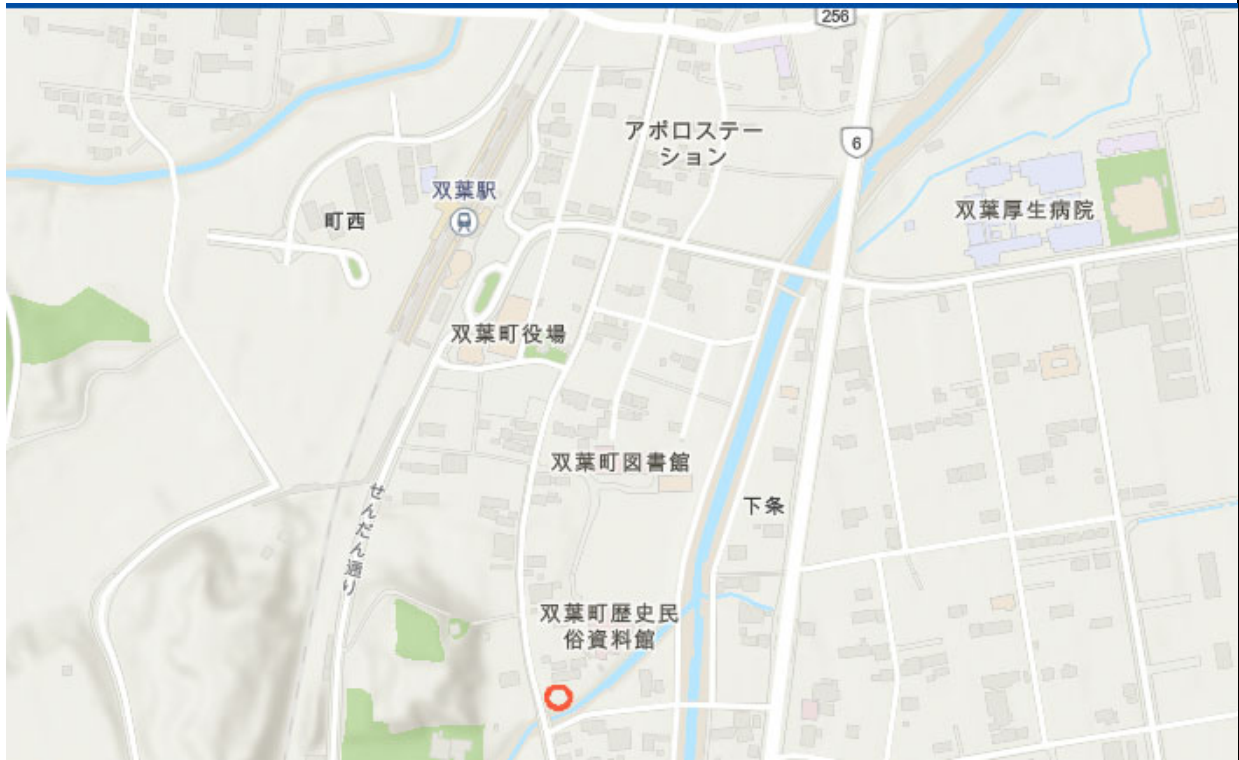 256
アポロステー
ション
6
双葉駅
双葉厚生病院
町西
双葉町役場
双葉町図書館
せんだん通り
下条
双葉町歴史民
俗資料館